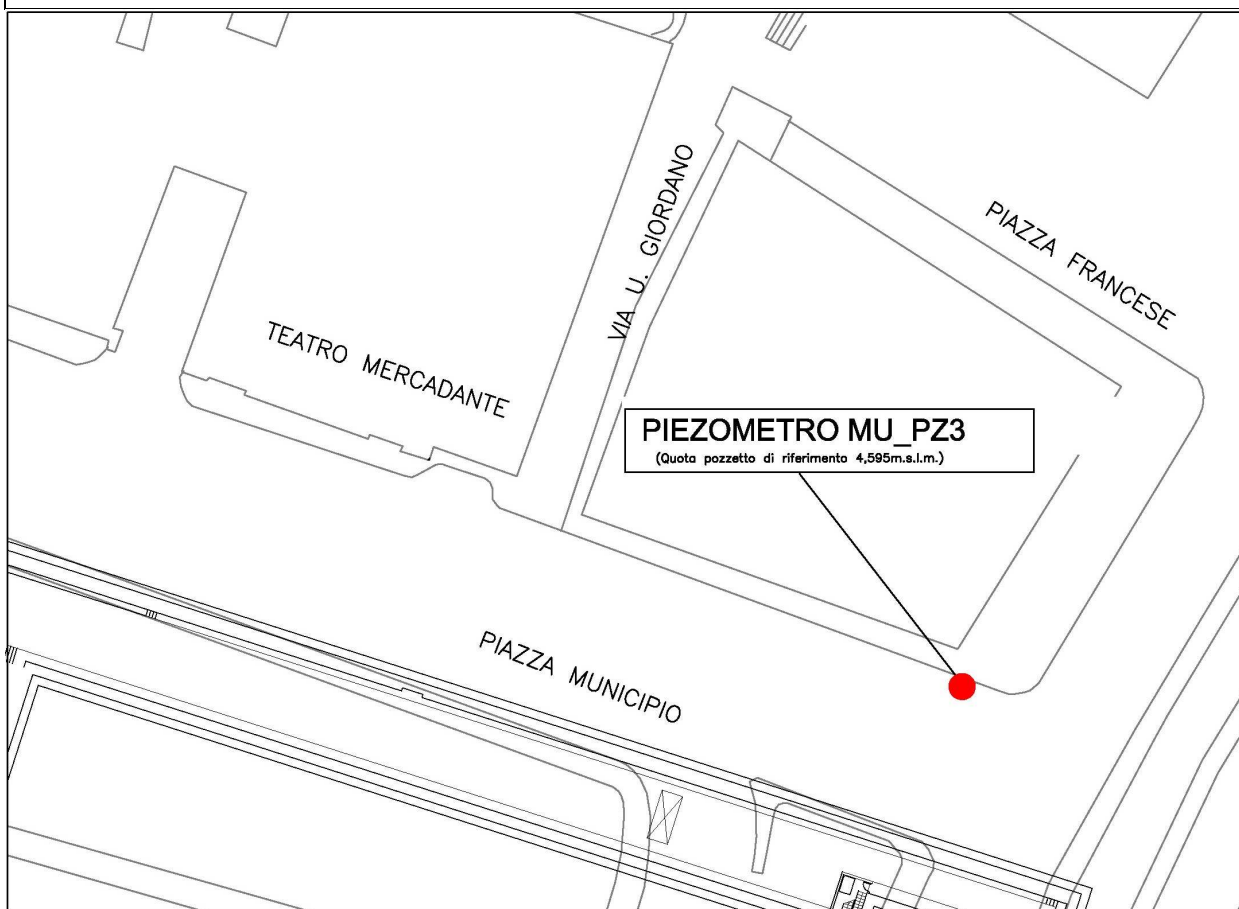 VIA U. GIORDANO
PIAZZA FRANCESE
TEATRO MERCADANTE
PIEZOMETRO MU_PZ3
(Quota pozzetto di riferimento 4,595m.s.l.m.)
PIAZZA MUNICIPIO